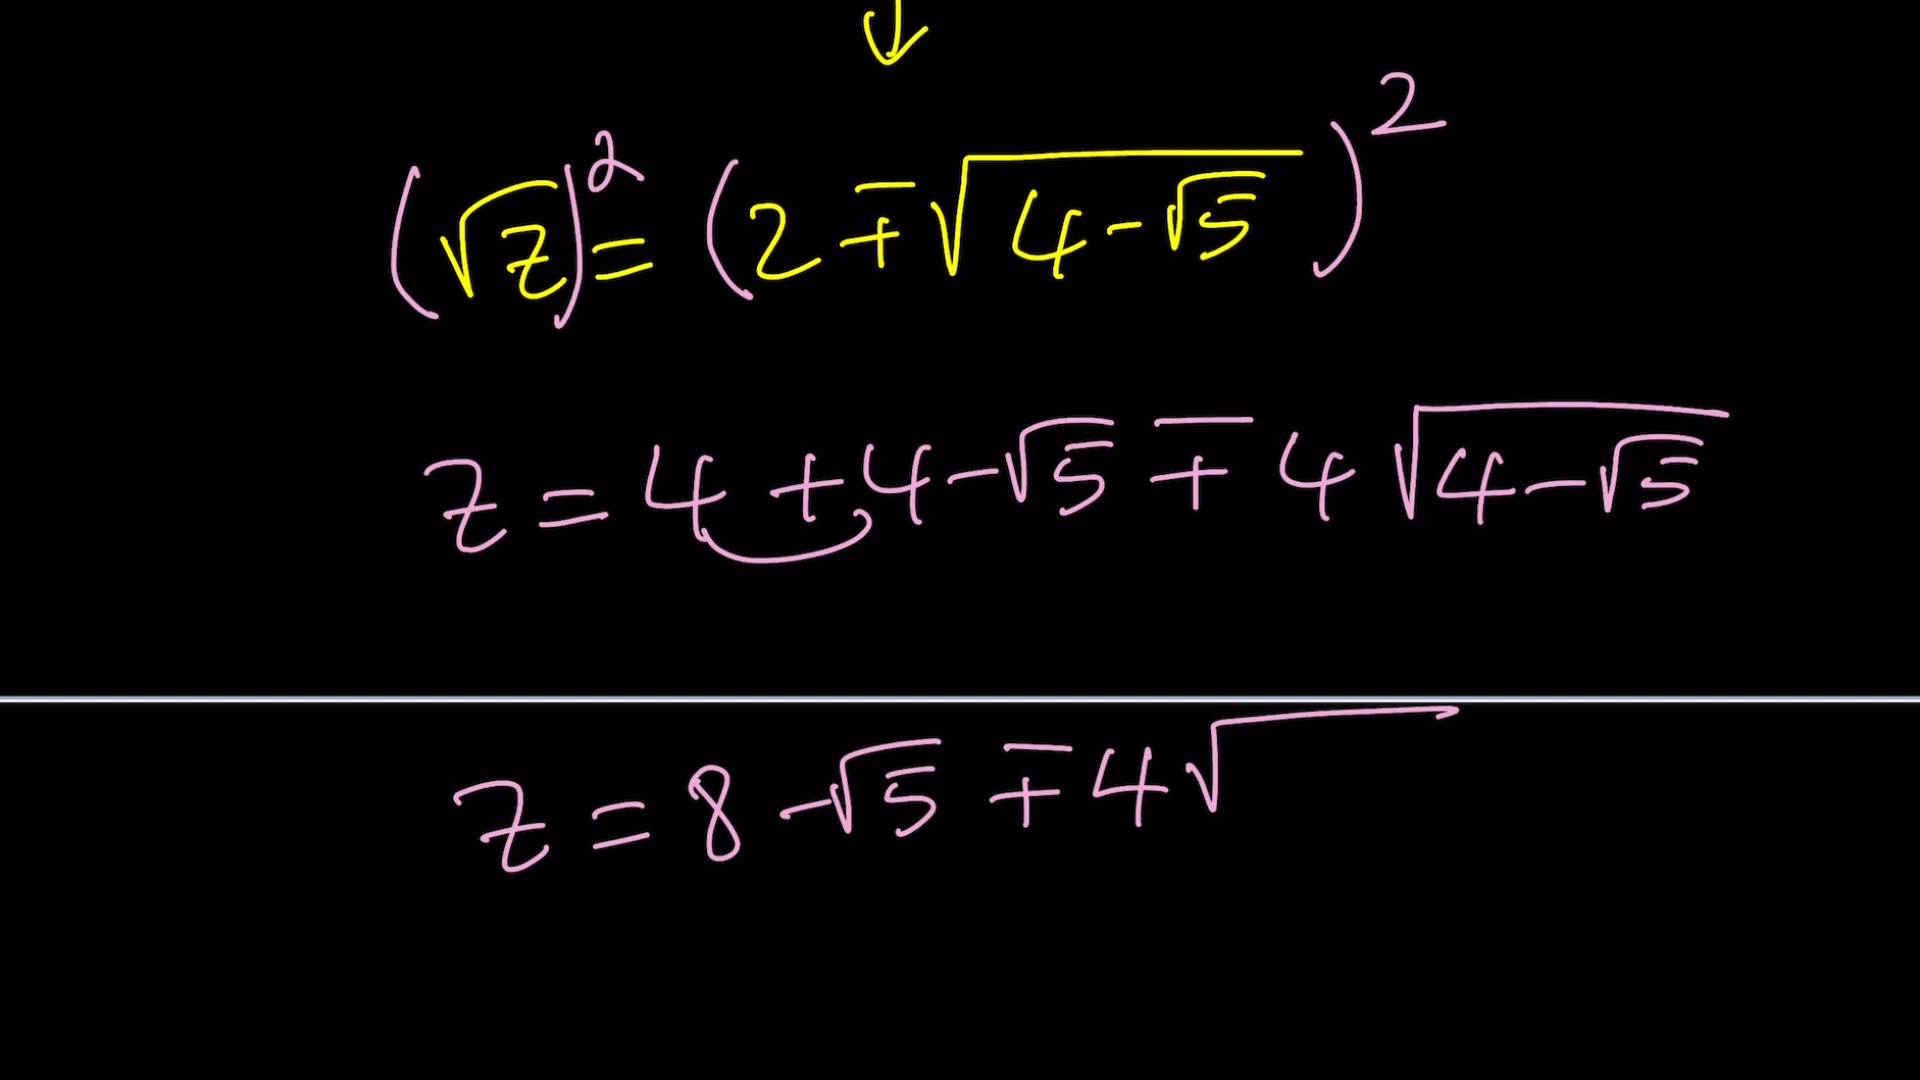 (√z)² = (2 ∓ √(4-√5))²
z = 4 + 4 - √5 ∓ 4√(4-√5)
z = 8 - √5 ∓ 4√